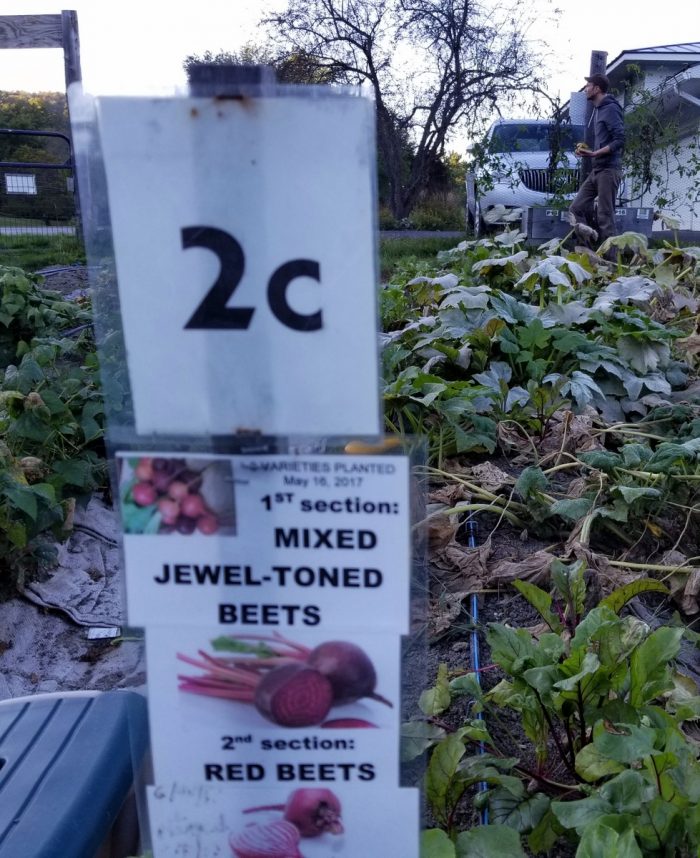 2c
VARIETIES PLANTED
May 16, 2017
1ST section:
MIXED
JEWEL-TONED
BEETS
2nd section:
RED BEETS